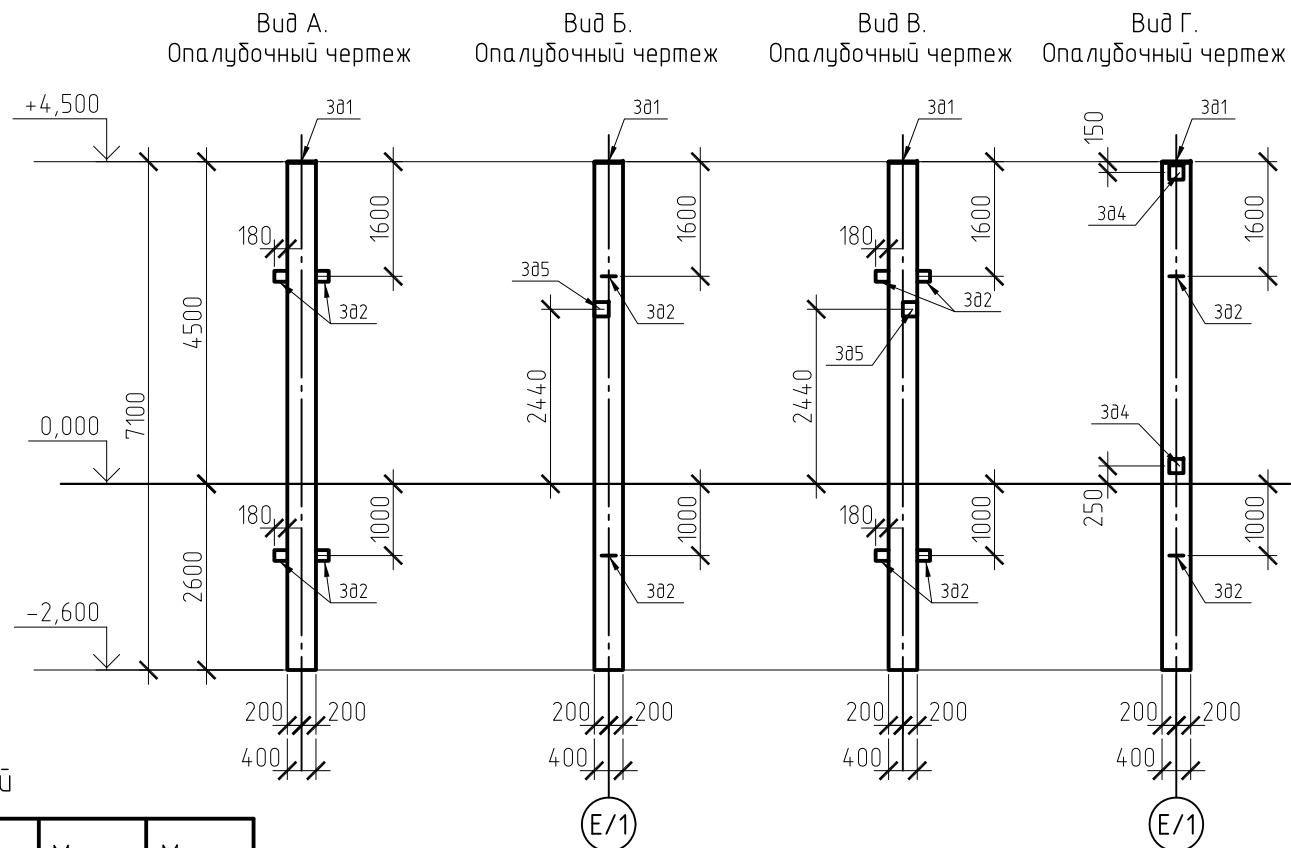 Вид А.
Опалубочный чертеж
Вид Б.
Опалубочный чертеж
Вид В.
Опалубочный чертеж
Вид Г.
Опалубочный чертеж
+4,500
0,000
-2,600
7100
4500
2600
Зд1
180
1600
Зд2
180
1000
Зд2
200
200
400
Зд1
1600
Зд5
Зд2
2440
1000
Зд2
200
200
400
Е/1
Зд1
180
1600
Зд2
Зд5
2440
180
1000
Зд2
200
200
400
150
Зд1
Зд4
1600
Зд2
Зд4
250
1000
Зд2
200
200
400
Е/1
й